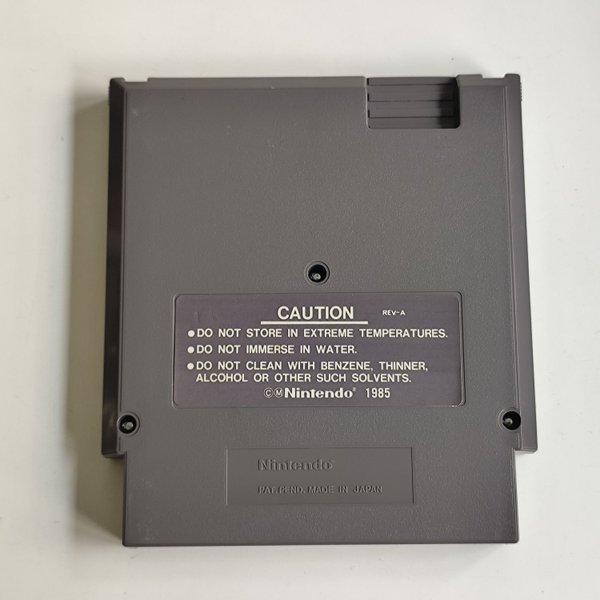 CAUTION REV-A
●DO NOT STORE IN EXTREME TEMPERATURES.
●DO NOT IMMERSE IN WATER.
●DO NOT CLEAN WITH BENZENE, THINNER,
ALCOHOL OR OTHER SUCH SOLVENTS.
©ⓂNintendo® 1985
Nintendo®
PAT. PEND. MADE IN JAPAN